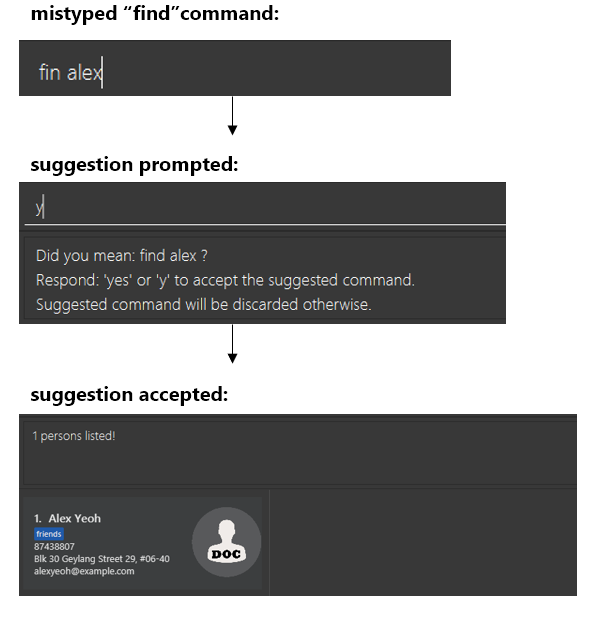 mistyped “find”command:
fin alex
suggestion prompted:
y
Did you mean: find alex ?
Respond: 'yes' or 'y' to accept the suggested command.
Suggested command will be discarded otherwise.
suggestion accepted:
1 persons listed!
1. Alex Yeoh
friends
87438807
Blk 30 Geylang Street 29, #06-40
alexyeoh@example.com
DOC